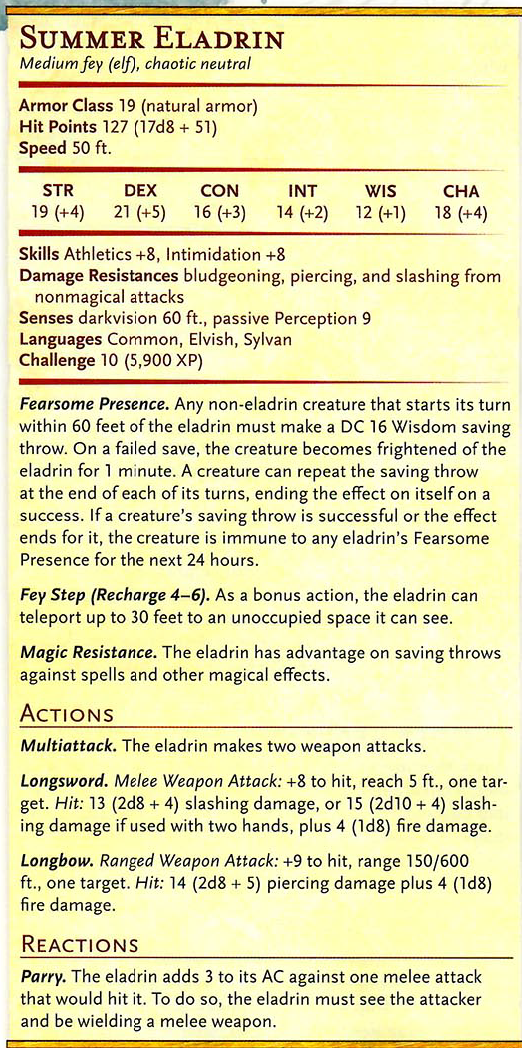 SUMMER ELADRIN
Medium fey (elf), chaotic neutral
Armor Class 19 (natural armor)
Hit Points 127 (17d8 + 51)
Speed 50 ft.
STR DEX CON INT WIS CHA
19 (+4) 21 (+5) 16 (+3) 14 (+2) 12 (+1) 18 (+4)
Skills Athletics +8, Intimidation +8
Damage Resistances bludgeoning, piercing, and slashing from
nonmagical attacks
Senses darkvision 60 ft., passive Perception 9
Languages Common, Elvish, Sylvan
Challenge 10 (5,900 XP)
Fearsome Presence. Any non-eladrin creature that starts its turn
within 60 feet of the eladrin must make a DC 16 Wisdom saving
throw. On a failed save, the creature becomes frightened of the
eladrin for 1 minute. A creature can repeat the saving throw
at the end of each of its turns, ending the effect on itself on a
success. If a creature's saving throw is successful or the effect
ends for it, the creature is immune to any eladrin's Fearsome
Presence for the next 24 hours.
Fey Step (Recharge 4–6). As a bonus action, the eladrin can
teleport up to 30 feet to an unoccupied space it can see.
Magic Resistance. The eladrin has advantage on saving throws
against spells and other magical effects.
ACTIONS
Multiattack. The eladrin makes two weapon attacks.
Longsword. Melee Weapon Attack: +8 to hit, reach 5 ft., one tar-
get. Hit: 13 (2d8 + 4) slashing damage, or 15 (2d10 + 4) slash-
ing damage if used with two hands, plus 4 (1d8) fire damage.
Longbow. Ranged Weapon Attack: +9 to hit, range 150/600
ft., one target. Hit: 14 (2d8 + 5) piercing damage plus 4 (1d8)
fire damage.
REACTIONS
Parry. The eladrin adds 3 to its AC against one melee attack
that would hit it. To do so, the eladrin must see the attacker
and be wielding a melee weapon.